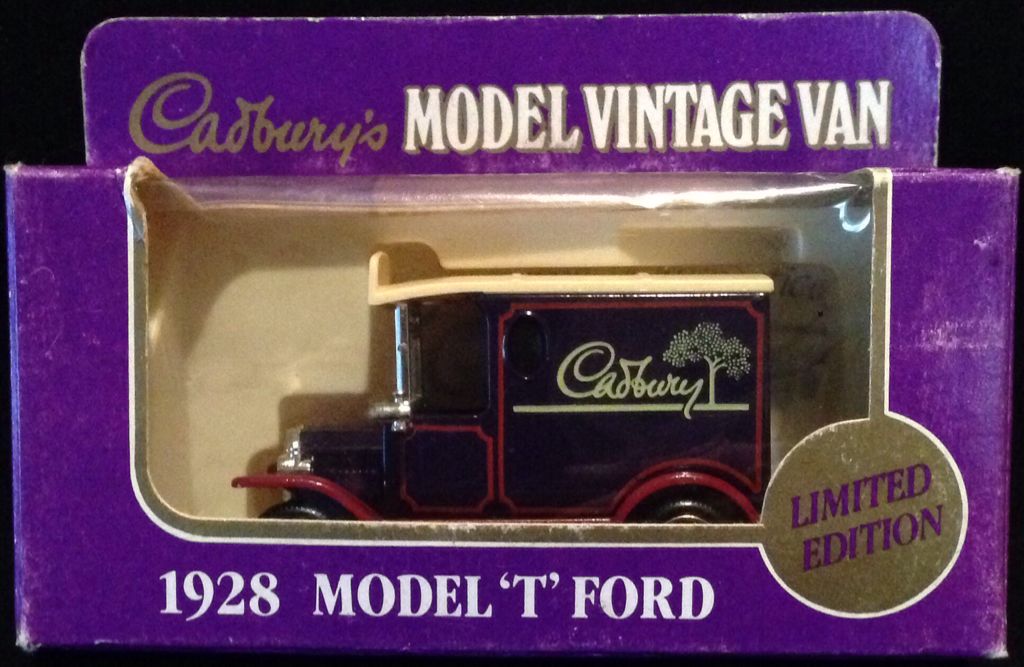 Cadbury's MODEL VINTAGE VAN
Cadbury
LIMITED
EDITION
1928 MODEL 'T' FORD